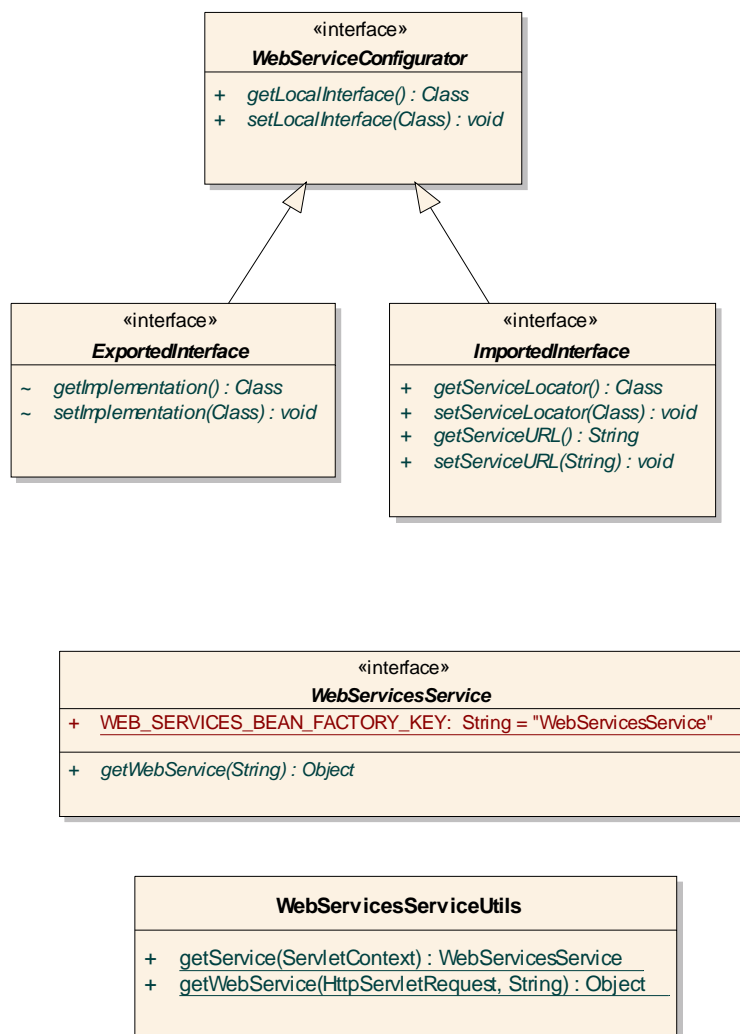 «interface»
WebServiceConfigurator
+ getLocalInterface() : Class
+ setLocalInterface(Class) : void
«interface»
ExportedInterface
~ getImplementation() : Class
~ setImplementation(Class) : void
«interface»
ImportedInterface
+ getServiceLocator() : Class
+ setServiceLocator(Class) : void
+ getServiceURL() : String
+ setServiceURL(String) : void
«interface»
WebServicesService
+ WEB_SERVICES_BEAN_FACTORY_KEY: String = "WebServicesService"
+ getWebService(String) : Object
WebServicesServiceUtils
+ getService(ServletContext) : WebServicesService
+ getWebService(HttpServletRequest, String) : Object